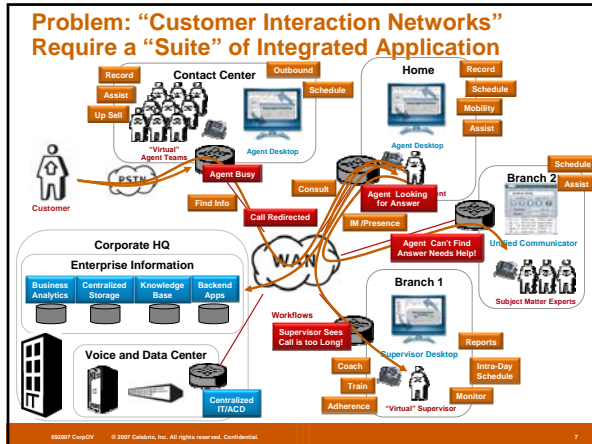 Problem: “Customer Interaction Networks”
Require a “Suite” of Integrated Application
Contact Center
Record
Assist
Up Sell
Outbound
Schedule
“Virtual”
Agent Teams
Agent Desktop
Home
Record
Schedule
Mobility
Assist
Agent Desktop
Customer
PSTN
Agent Busy
Find Info
Call Redirected
Consult
Agent Looking
for Answer
IM /Presence
Branch 2
Schedule
Assist
Unified Communicator
Agent Can’t Find
Answer Needs Help!
Subject Matter Experts
WAN
Corporate HQ
Enterprise Information
Business
Analytics
Centralized
Storage
Knowledge
Base
Backend
Apps
Voice and Data Center
IT
Centralized
IT/ACD
Workflows
Supervisor Sees
Call is too Long!
Branch 1
Supervisor Desktop
Reports
Intra-Day
Schedule
Monitor
Coach
Train
Adherence
“Virtual” Supervisor
092007 CorpOV © 2007 Calabrio, Inc. All rights reserved. Confidential. 7